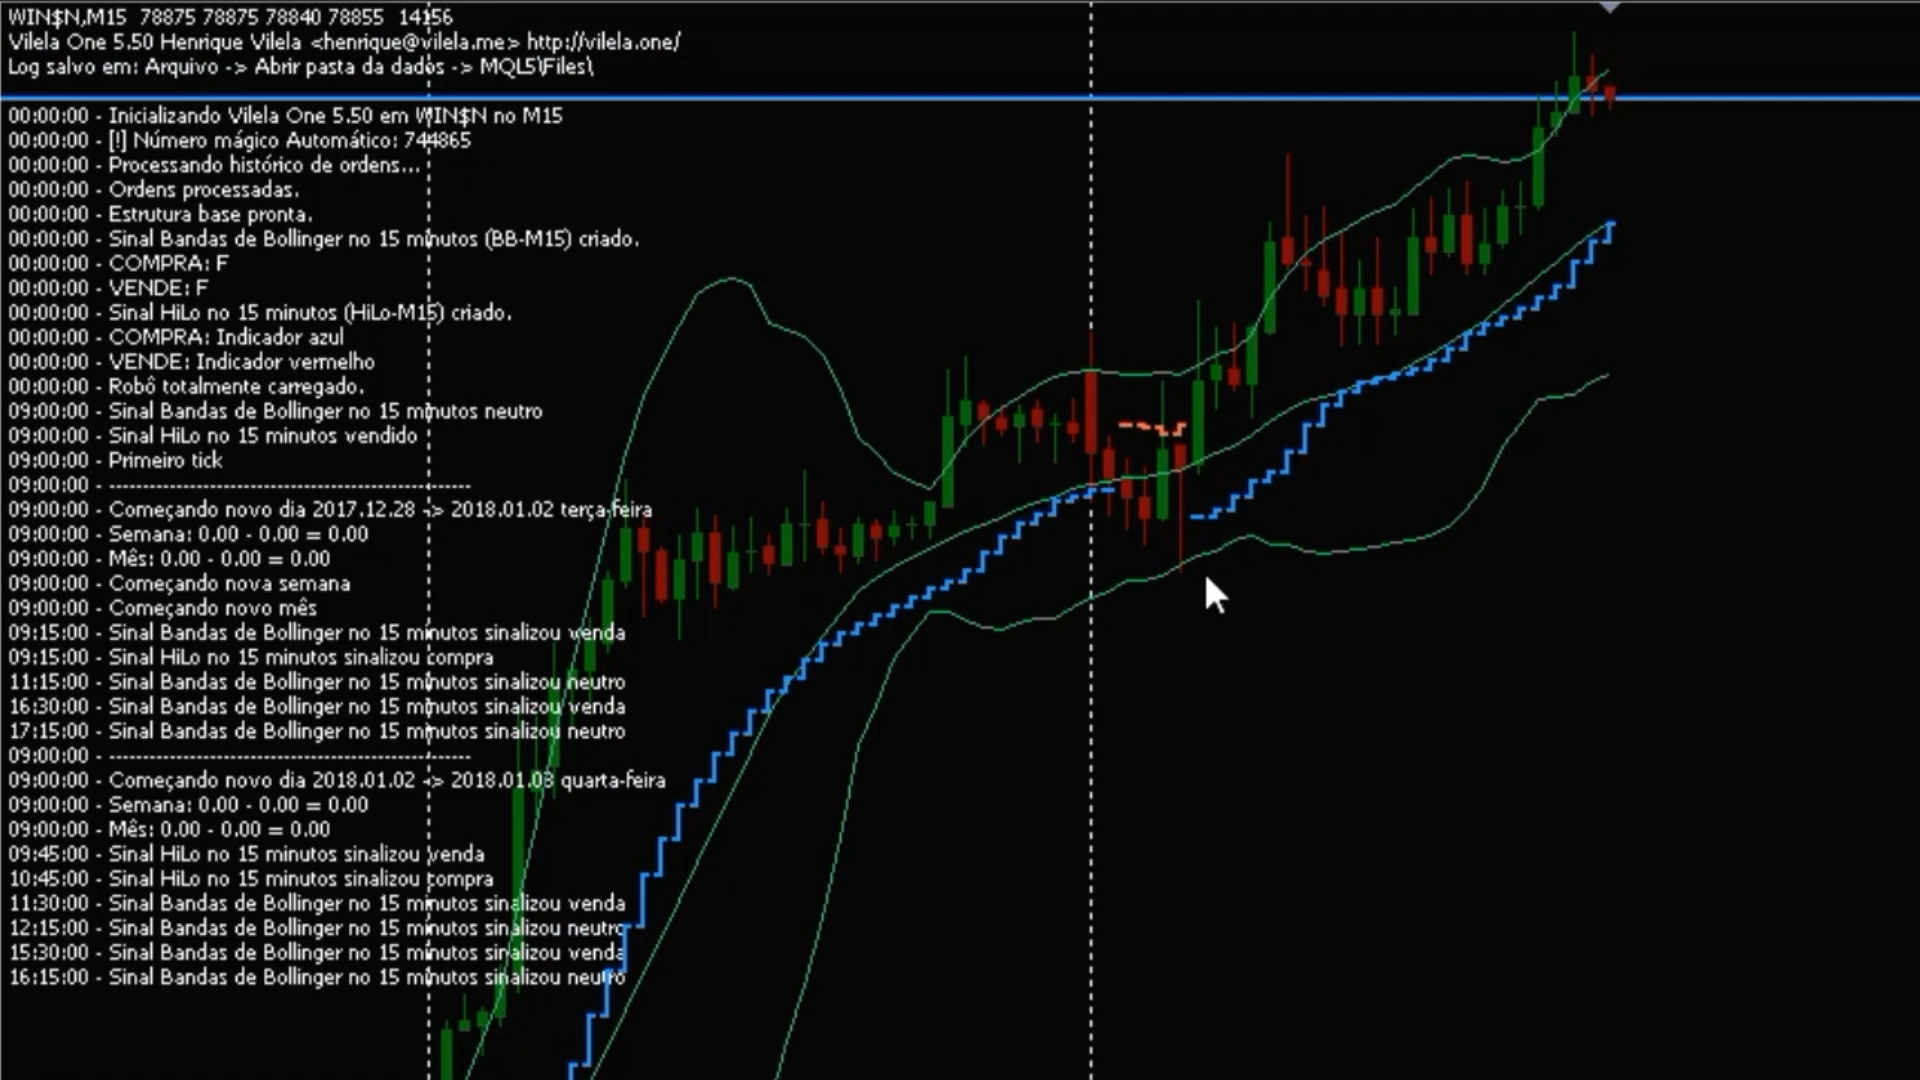 WIN$N,M15  78875 78875 78840 78855  14156
Vilela One 5.50 Henrique Vilela <henrique@vilela.me> http://vilela.one/
Log salvo em: Arquivo -> Abrir pasta da dados -> MQL5\Files\
00:00:00 - Inicializando Vilela One 5.50 em WIN$N no M15
00:00:00 - [!] Número mágico Automático: 744865
00:00:00 - Processando histórico de ordens...
00:00:00 - Ordens processadas.
00:00:00 - Estrutura base pronta.
00:00:00 - Sinal Bandas de Bollinger no 15 minutos (BB-M15) criado.
00:00:00 - COMPRA: F
00:00:00 - VENDE: F
00:00:00 - Sinal HiLo no 15 minutos (HiLo-M15) criado.
00:00:00 - COMPRA: Indicador azul
00:00:00 - VENDE: Indicador vermelho
00:00:00 - Robô totalmente carregado.
09:00:00 - Sinal Bandas de Bollinger no 15 minutos neutro
09:00:00 - Sinal HiLo no 15 minutos vendido
09:00:00 - Primeiro tick
09:00:00 - --------------------------------------------------
09:00:00 - Começando novo dia 2017.12.28 -> 2018.01.02 terça-feira
09:00:00 - Semana: 0.00 - 0.00 = 0.00
09:00:00 - Mês: 0.00 - 0.00 = 0.00
09:00:00 - Começando nova semana
09:00:00 - Começando novo mês
09:15:00 - Sinal Bandas de Bollinger no 15 minutos sinalizou venda
09:15:00 - Sinal HiLo no 15 minutos sinalizou compra
11:15:00 - Sinal Bandas de Bollinger no 15 minutos sinalizou neutro
16:30:00 - Sinal Bandas de Bollinger no 15 minutos sinalizou venda
17:15:00 - Sinal Bandas de Bollinger no 15 minutos sinalizou neutro
09:00:00 - --------------------------------------------------
09:00:00 - Começando novo dia 2018.01.02 -> 2018.01.03 quarta-feira
09:00:00 - Semana: 0.00 - 0.00 = 0.00
09:00:00 - Mês: 0.00 - 0.00 = 0.00
09:45:00 - Sinal HiLo no 15 minutos sinalizou venda
10:45:00 - Sinal HiLo no 15 minutos sinalizou compra
11:30:00 - Sinal Bandas de Bollinger no 15 minutos sinalizou venda
12:15:00 - Sinal Bandas de Bollinger no 15 minutos sinalizou neutro
15:30:00 - Sinal Bandas de Bollinger no 15 minutos sinalizou venda
16:15:00 - Sinal Bandas de Bollinger no 15 minutos sinalizou neutro